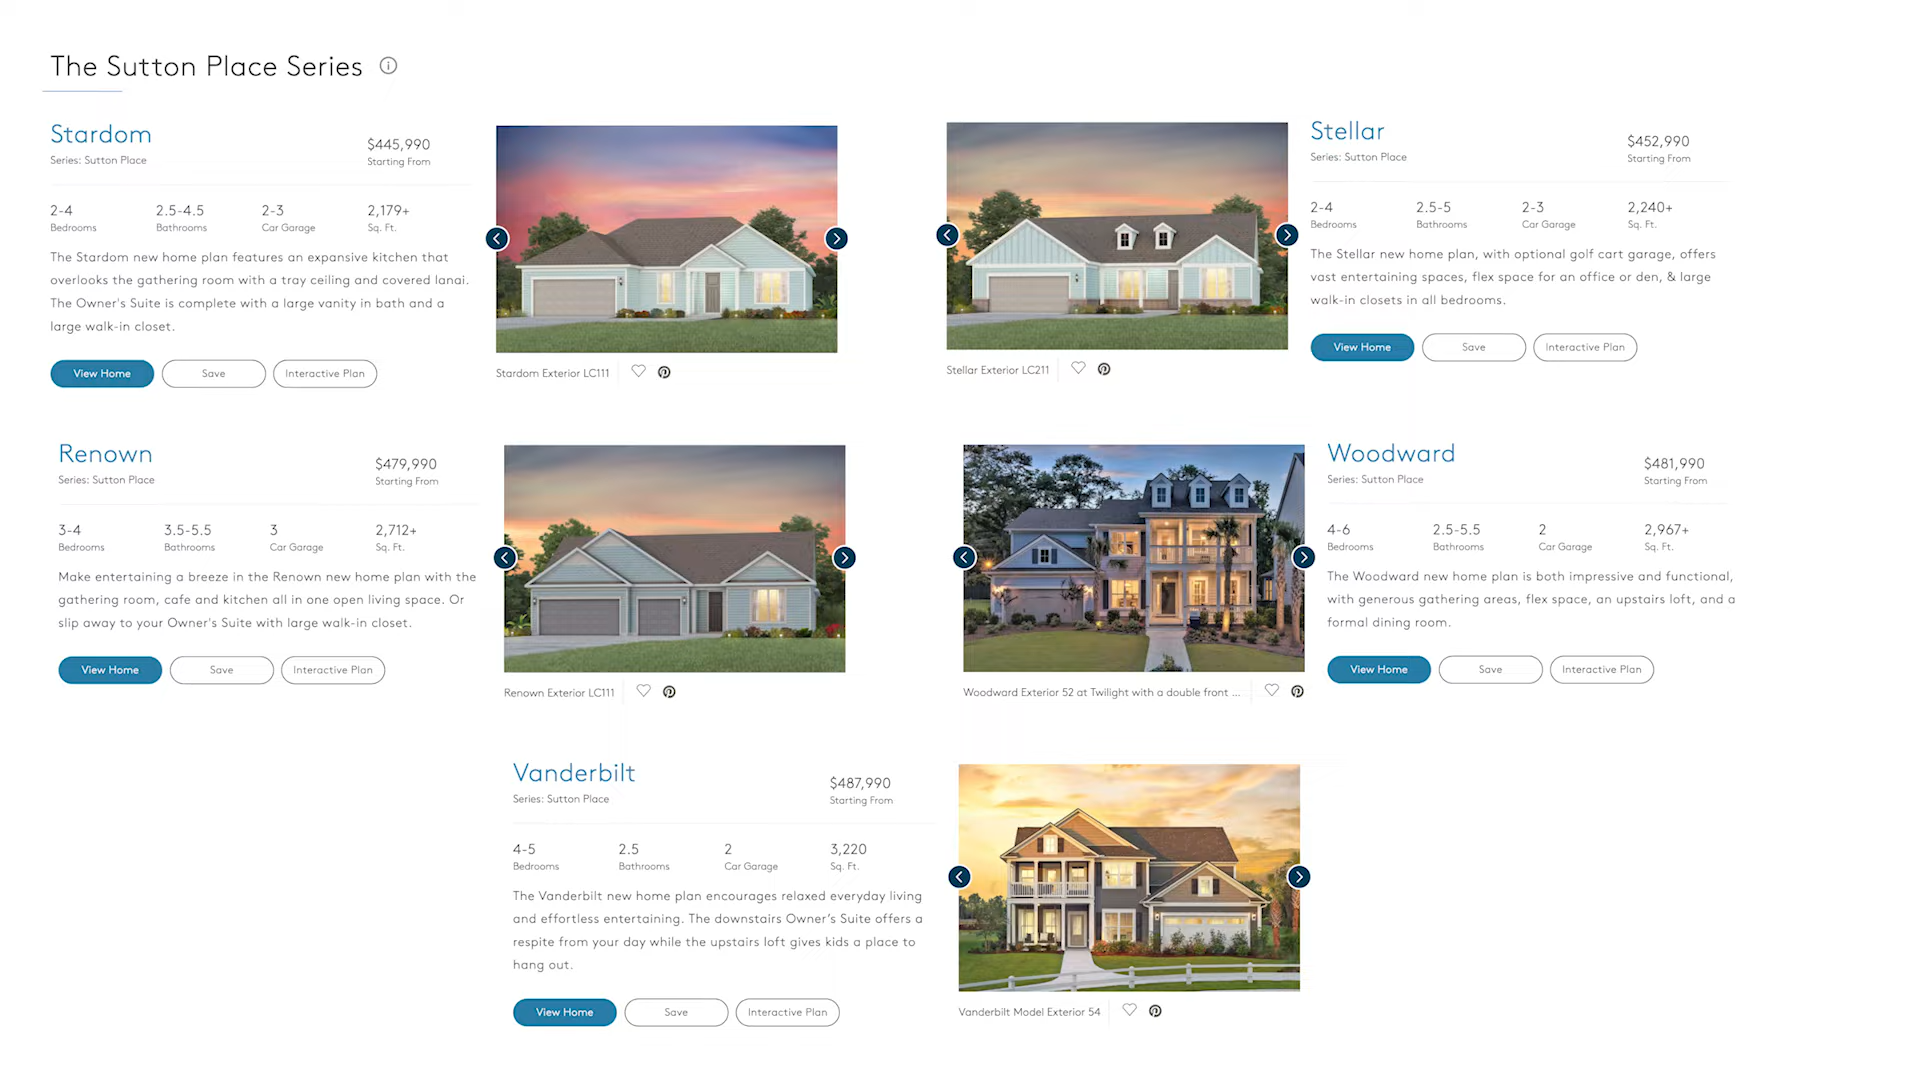 The Sutton Place Series
Stardom
Series: Sutton Place
$445,990
Starting From
2-4
Bedrooms
2.5-4.5
Bathrooms
2-3
Car Garage
2,179+
Sq. Ft.
The Stardom new home plan features an expansive kitchen that
overlooks the gathering room with a tray ceiling and covered lanai.
The Owner's Suite is complete with a large vanity in bath and a
large walk-in closet.
View Home
Save
Interactive Plan
Stardom Exterior LC111
Stellar Exterior LC211
Stellar
Series: Sutton Place
$452,990
Starting From
2-4
Bedrooms
2.5-5
Bathrooms
2-3
Car Garage
2,240+
Sq. Ft.
The Stellar new home plan, with optional golf cart garage, offers
vast entertaining spaces, flex space for an office or den, & large
walk-in closets in all bedrooms.
View Home
Save
Interactive Plan
Renown
Series: Sutton Place
$479,990
Starting From
3-4
Bedrooms
3.5-5.5
Bathrooms
3
Car Garage
2,712+
Sq. Ft.
Make entertaining a breeze in the Renown new home plan with the
gathering room, cafe and kitchen all in one open living space. Or
slip away to your Owner's Suite with large walk-in closet.
View Home
Save
Interactive Plan
Renown Exterior LC111
Woodward Exterior 52 at Twilight with a double front ...
Woodward
Series: Sutton Place
$481,990
Starting From
4-6
Bedrooms
2.5-5.5
Bathrooms
2
Car Garage
2,967+
Sq. Ft.
The Woodward new home plan is both impressive and functional,
with generous gathering areas, flex space, an upstairs loft, and a
formal dining room.
View Home
Save
Interactive Plan
Vanderbilt
Series: Sutton Place
$487,990
Starting From
4-5
Bedrooms
2.5
Bathrooms
2
Car Garage
3,220
Sq. Ft.
The Vanderbilt new home plan encourages relaxed everyday living
and effortless entertaining. The downstairs Owner's Suite offers a
respite from your day while the upstairs loft gives kids a place to
hang out.
View Home
Save
Interactive Plan
Vanderbilt Model Exterior 54